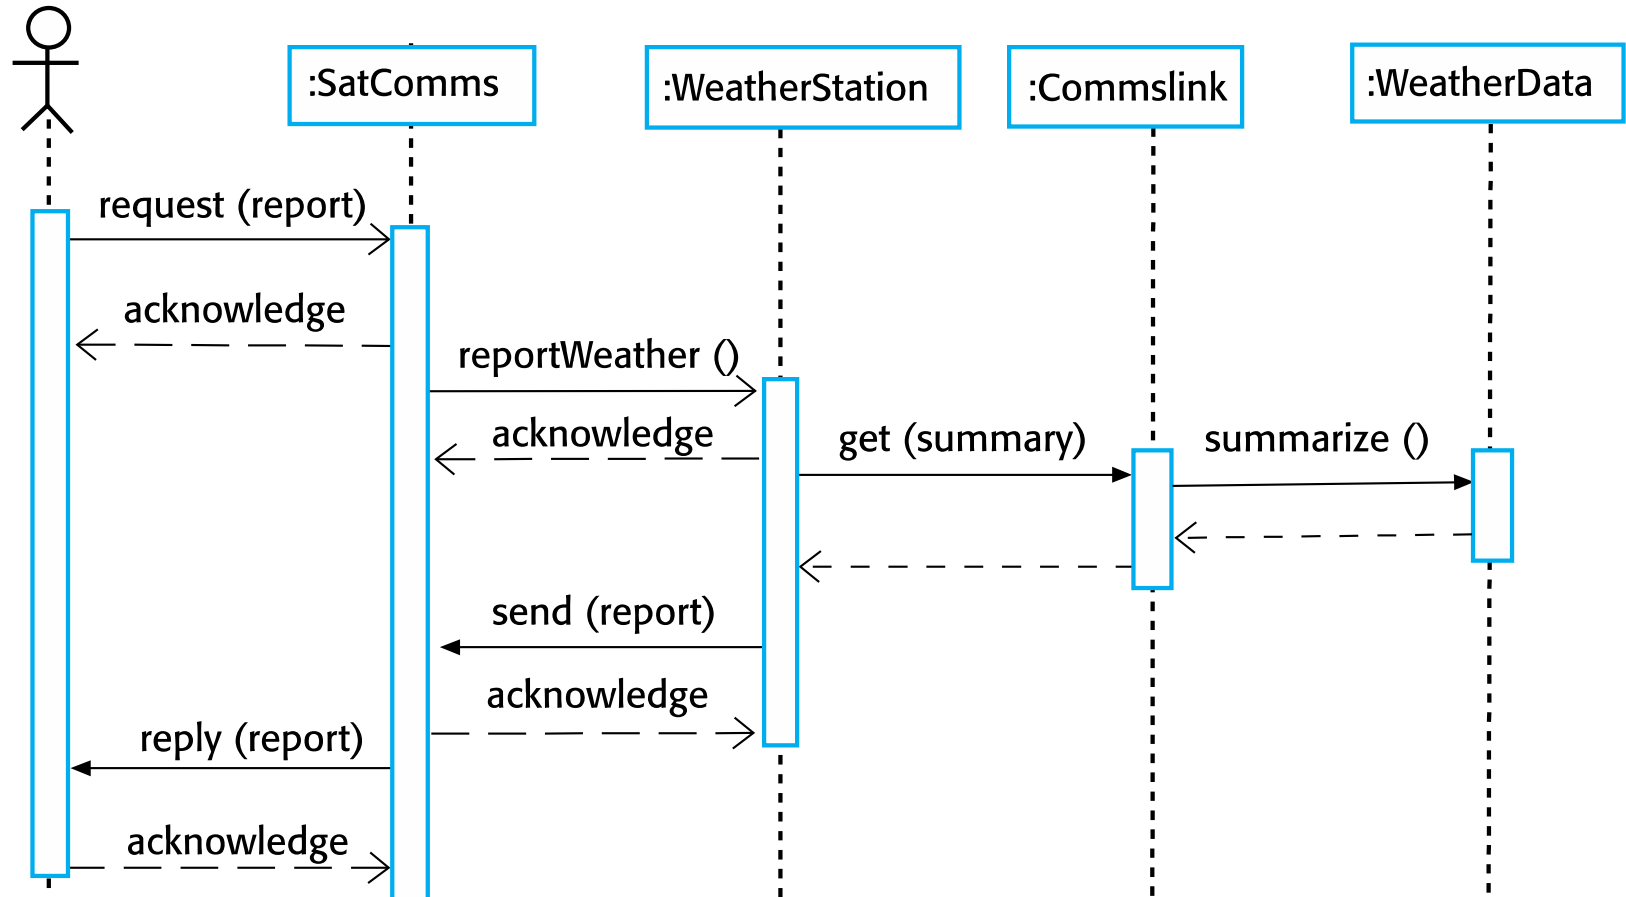 :SatComms
:WeatherStation
:Commslink
:WeatherData
request (report)
acknowledge
reportWeather ()
acknowledge
get (summary)
summarize ()
send (report)
acknowledge
reply (report)
acknowledge